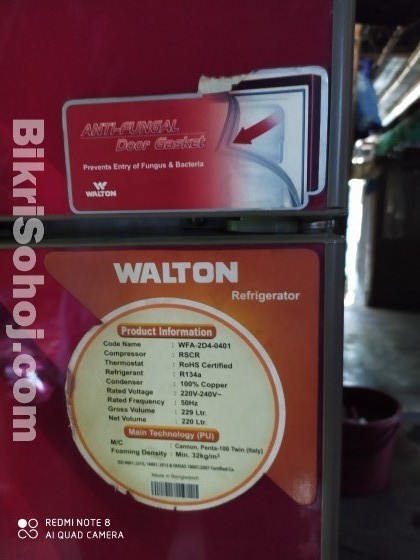 ANTI-FUNGAL
Door Gasket
Prevents Entry of Fungus & Bacteria
WALTON
WALTON
Refrigerator
Product Information
Code Name : WFA-2D4-0401
Compressor : RSCR
Thermostat : RoHS Certified
Refrigerant : R134a
Condenser : 100% Copper
Rated Voltage : 220V-240V~
Rated Frequency : 50Hz
Gross Volume : 229 Ltr.
Net Volume : 220 Ltr.
Main Technology (PU)
M/C : Cannon, Penta-100 Twin (Italy)
Foaming Density : Min. 32kg/m³
Made in Bangladesh
BikriSohoj.com
REDMI NOTE 8
AI QUAD CAMERA